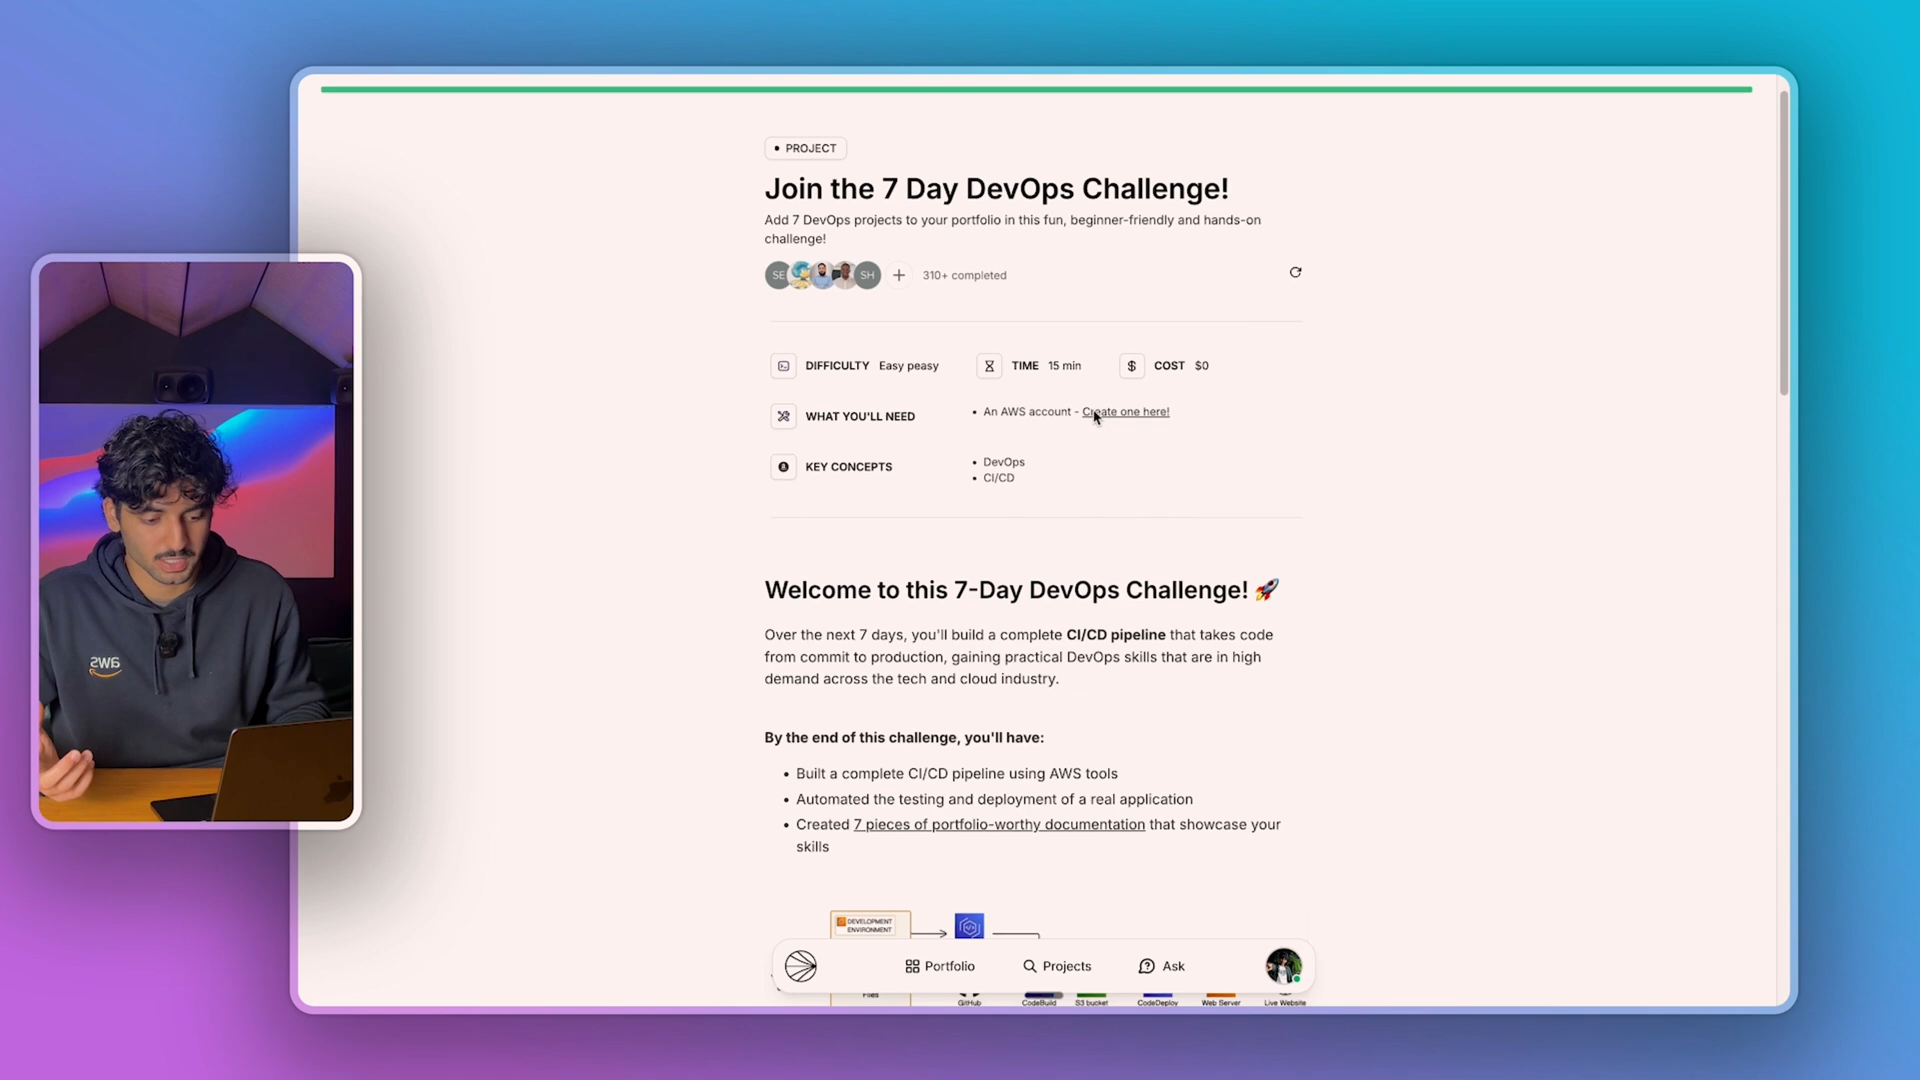 PROJECT
Join the 7 Day DevOps Challenge!
Add 7 DevOps projects to your portfolio in this fun, beginner-friendly and hands-on
challenge!
SE
SH
310+ completed
DIFFICULTY Easy peasy
TIME 15 min
$ COST $0
WHAT YOU'LL NEED
• An AWS account - Create one here!
KEY CONCEPTS
• DevOps
• CI/CD
Welcome to this 7-Day DevOps Challenge! 🚀
Over the next 7 days, you'll build a complete CI/CD pipeline that takes code
from commit to production, gaining practical DevOps skills that are in high
demand across the tech and cloud industry.
By the end of this challenge, you'll have:
• Built a complete CI/CD pipeline using AWS tools
• Automated the testing and deployment of a real application
• Created 7 pieces of portfolio-worthy documentation that showcase your
skills
DEVELOPMENT
ENVIRONMENT
Portfolio
Projects
Ask
Files
GitHub
CodeBuild
S3 bucket
CodeDeploy
Web Server
Live Website
aws